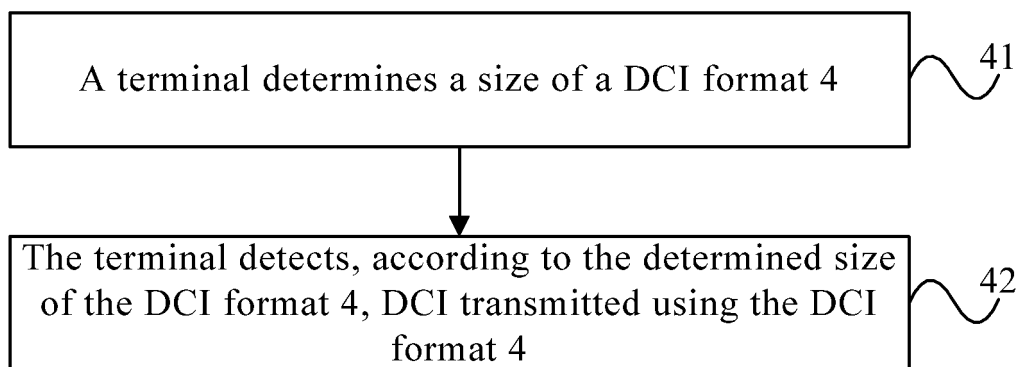 A terminal determines a size of a DCI format 4
41
The terminal detects, according to the determined size
of the DCI format 4, DCI transmitted using the DCI
format 4
42